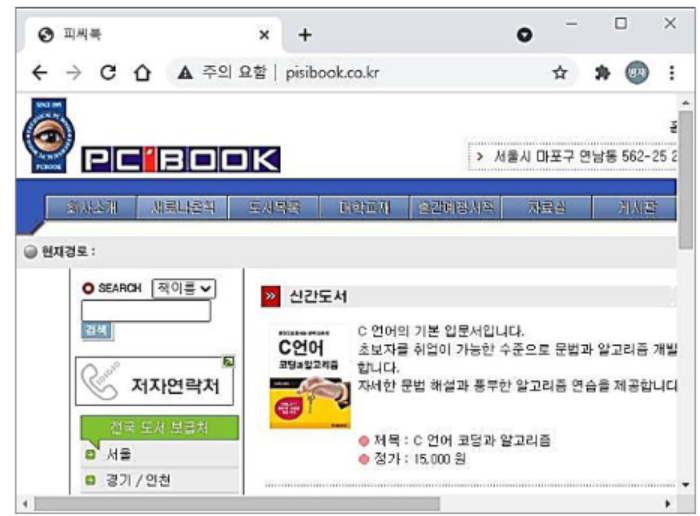 피씨북
주의 요함 | pisibook.co.kr
병재
SINCE 1995
PCBOOK
PCIBOOK
> 서울시 마포구 연남동 562-25 2
회사소개 새로나온책 도서목록 대학교재 출간예정서적 자료실 게시판
현재경로 :
SEARCH 책이름
검색
저자연락처
전국 도서 보급처
서울
경기 / 인천
신간도서
C언어
코딩과알고리즘
C 언어의 기본 입문서입니다.
초보자를 취업이 가능한 수준으로 문법과 알고리즘 개발
합니다.
자세한 문법 해설과 풍부한 알고리즘 연습을 제공합니다
제목 : C 언어 코딩과 알고리즘
정가 : 15,000 원